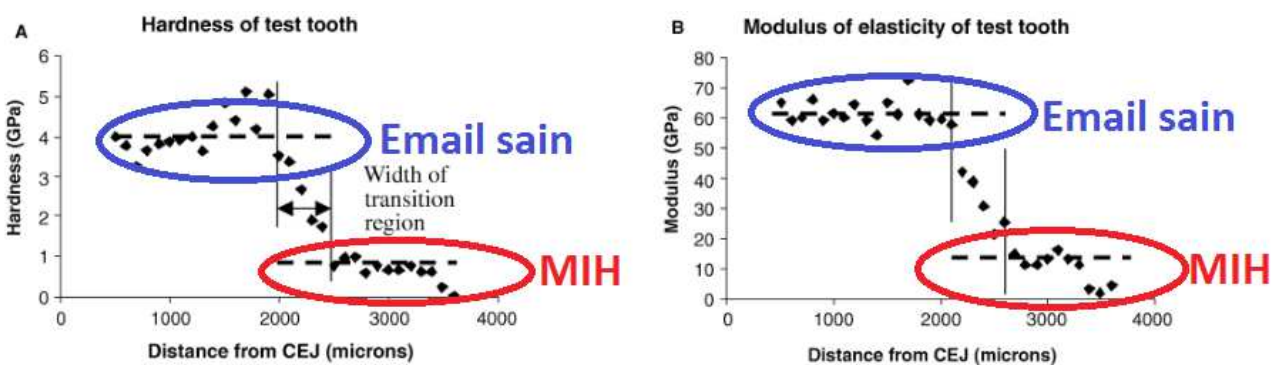 A
Hardness of test tooth
6
5
4
3
2
1
0
Hardness (GPa)
Email sain
Width of
transition
region
MIH
0
1000
2000
3000
4000
Distance from CEJ (microns)
B
Modulus of elasticity of test tooth
80
70
60
50
40
30
20
10
0
Modulus (GPa)
Email sain
MIH
0
1000
2000
3000
4000
Distance from CEJ (microns)